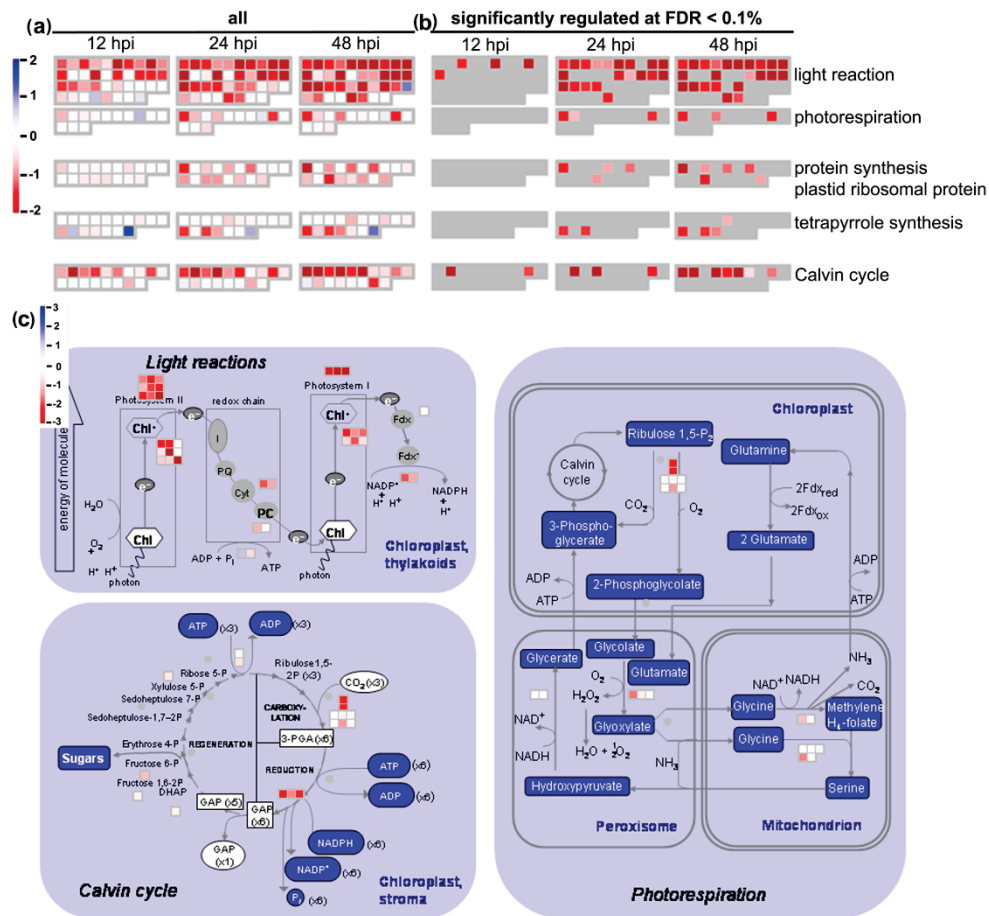 (a)
all
(b)
significantly regulated at FDR < 0.1%
12 hpi
24 hpi
48 hpi
12 hpi
24 hpi
48 hpi
2
1
0
-1
-2
light reaction
photorespiration
protein synthesis
plastid ribosomal protein
tetrapyrrole synthesis
Calvin cycle
(c)
3
2
1
0
-1
-2
-3
Light reactions
energy of molecule
Photosystem II
redox chain
Photosystem I
Chl*
e⁻
I
PQ
Cyt
PC
e⁻
Chl
H₂O
O₂
+
H⁺ H⁺
photon
ADP + Pᵢ
ATP
e⁻
Chl*
e⁻
Chl
photon
e⁻
Fdx
Fdx⁻
NADP⁺
+
H⁺ H⁺
NADPH
+
H⁺
Chloroplast,
thylakoids
ATP
(x3)
ADP
(x3)
Ribose 5-P
Xylulose 5-P
Sedoheptulose 7-P
Sedoheptulose-1,7-2P
Erythrose 4-P
Fructose 6-P
Fructose 1,6-2P
DHAP
Sugars
Ribulose 1,5-
2P (x3)
CO₂ (x3)
CARBOXY-
LATION
3-PGA (x6)
REGENERATION
REDUCTION
GAP (x5)
GAP
(x6)
GAP
(x1)
ATP
(x6)
ADP
(x6)
NADPH
(x6)
NADP⁺
(x6)
Pᵢ
(x6)
Calvin cycle
Chloroplast,
stroma
Chloroplast
Ribulose 1,5-P₂
Glutamine
Calvin
cycle
CO₂
O₂
2Fdx red
2Fdx ox
3-Phospho-
glycerate
2 Glutamate
2-Phosphoglycolate
ADP
ATP
ADP
ATP
Glycerate
Glycolate
Glutamate
O₂
H₂O₂
Glyoxylate
H₂O + ½O₂
NAD⁺
NADH
Hydroxypyruvate
Peroxisome
NH₃
NH₃
NAD⁺
NADH
CO₂
Glycine
Methylene
H₄-folate
Glycine
Serine
Mitochondrion
Photorespiration